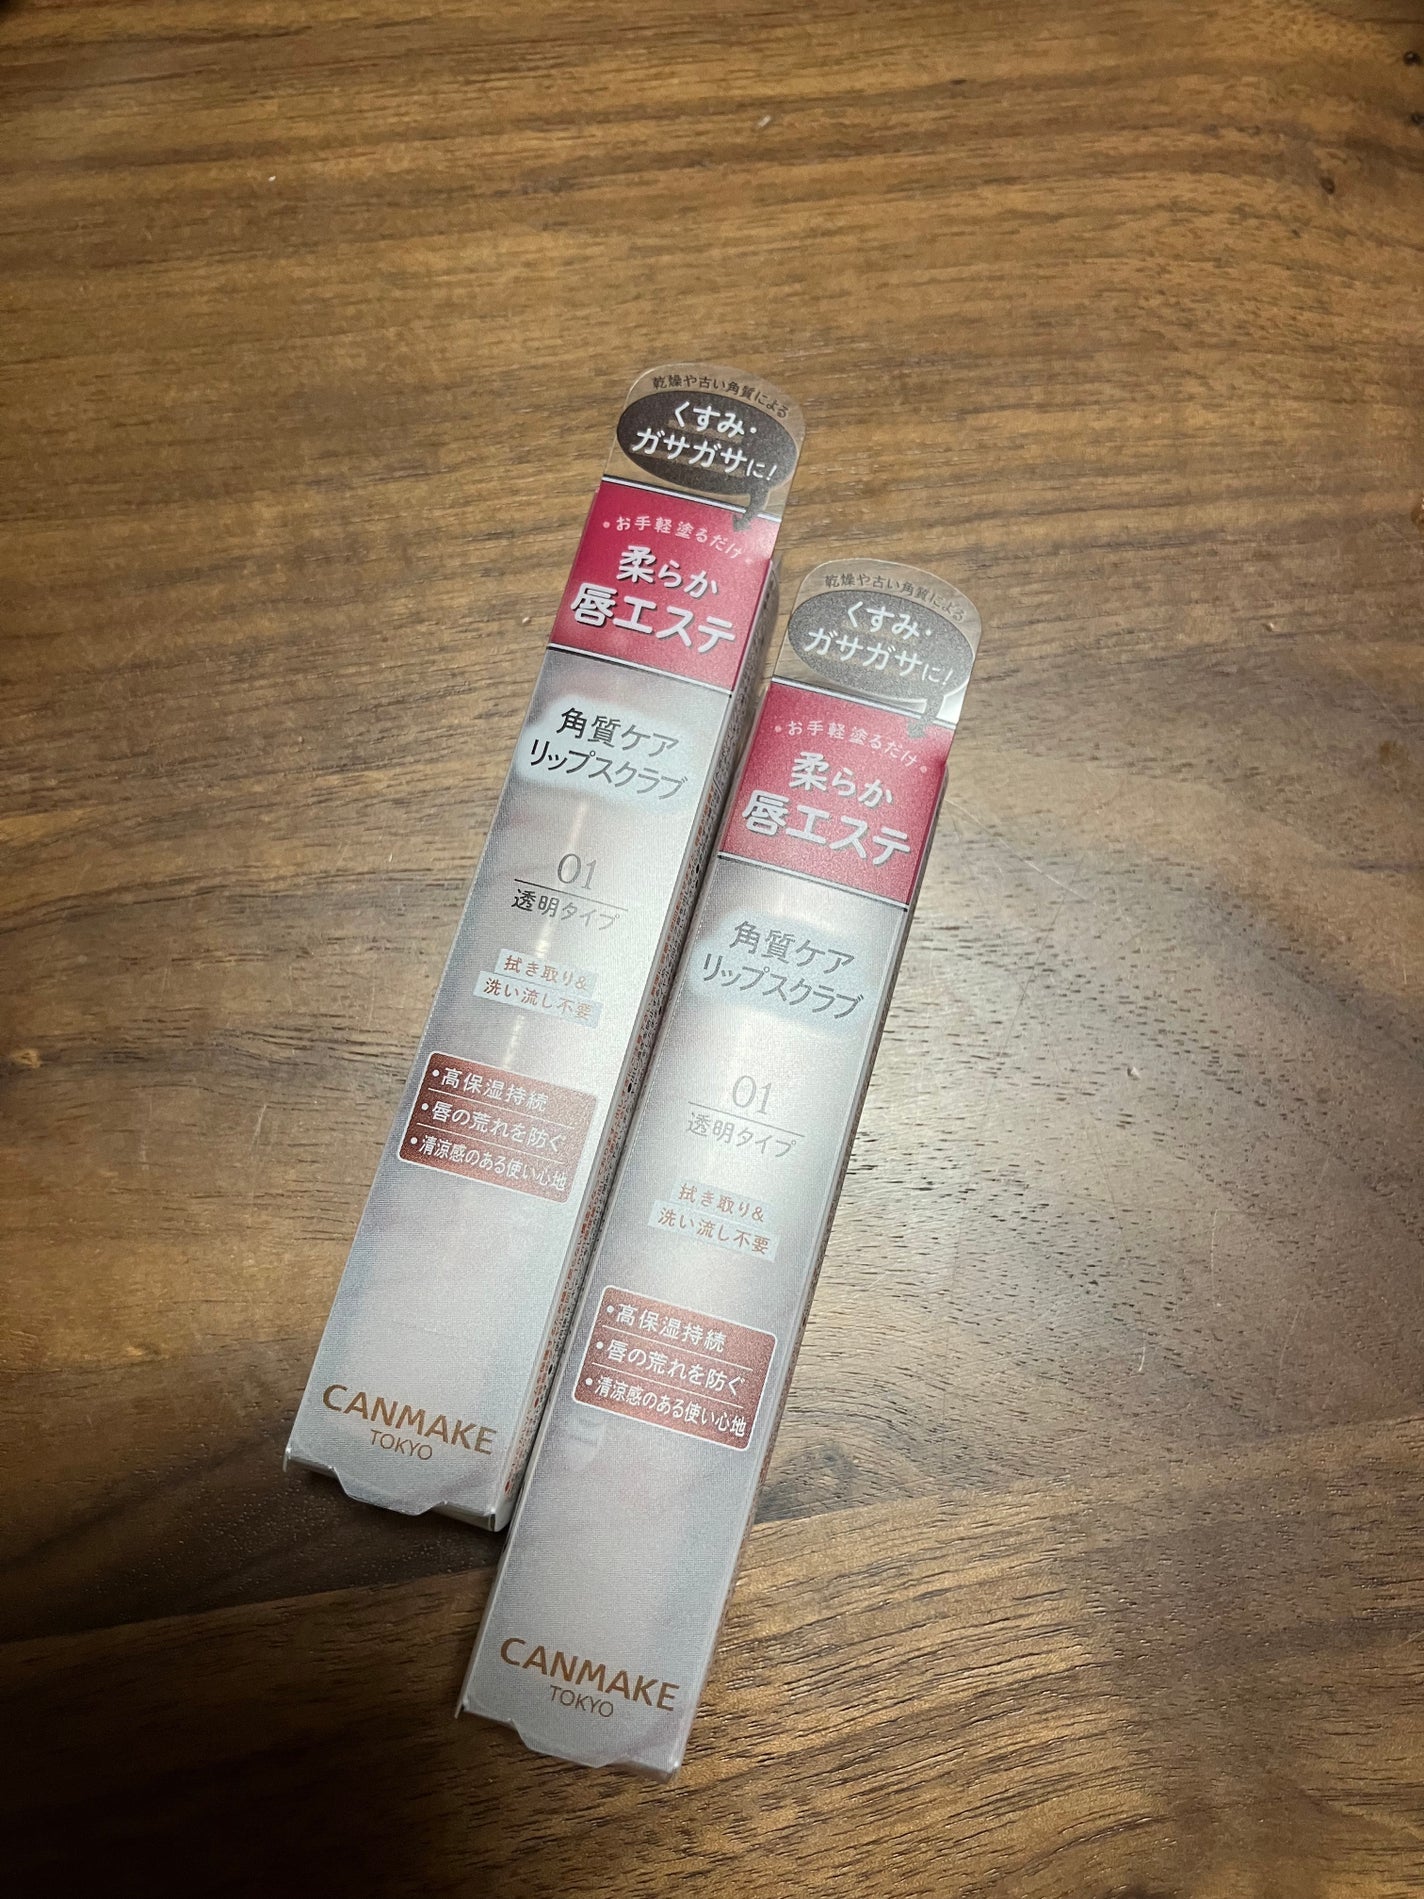 乾燥や古い角質による
くすみ・
ガサガサに!
・お手軽塗るだけ・
柔らか
唇エステ
角質ケア
リップスクラブ
01
透明タイプ
拭き取り&
洗い流し不要
・高保湿持続
・唇の荒れを防ぐ
・清涼感のある使い心地
CANMAKE
TOKYO
乾燥や古い角質による
くすみ・
ガサガサに!
・お手軽塗るだけ・
柔らか
唇エステ
角質ケア
リップスクラブ
01
透明タイプ
拭き取り&
洗い流し不要
・高保湿持続
・唇の荒れを防ぐ
・清涼感のある使い心地
CANMAKE
TOKYO